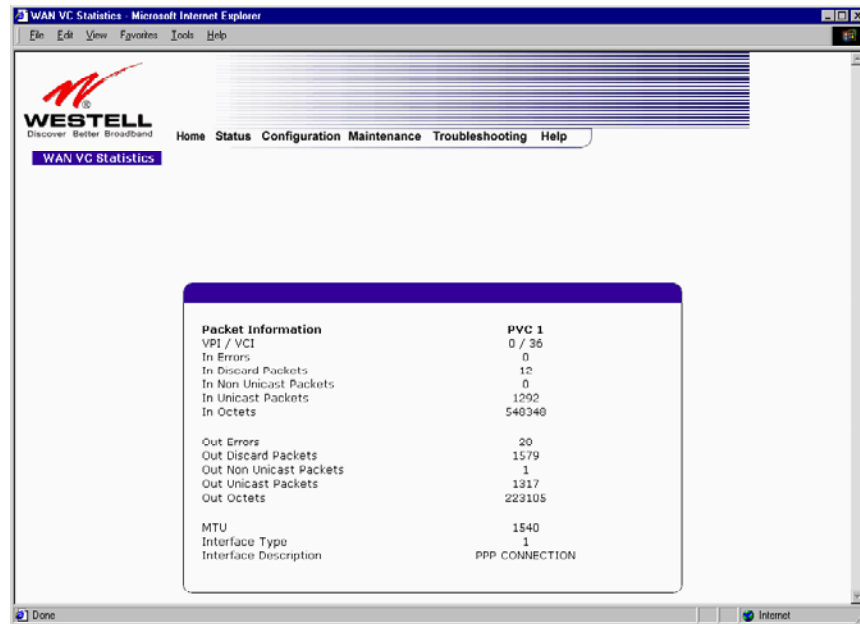 WAN VC Statistics - Microsoft Internet Explorer
File Edit View Favorites Tools Help
WESTELL
Discover Better Broadband
Home Status Configuration Maintenance Troubleshooting Help
WAN VC Statistics
Packet Information PVC 1
VPI / VCI 0 / 36
In Errors 0
In Discard Packets 12
In Non Unicast Packets 0
In Unicast Packets 1292
In Octets 548348
Out Errors 20
Out Discard Packets 1579
Out Non Unicast Packets 1
Out Unicast Packets 1317
Out Octets 223105
MTU 1540
Interface Type 1
Interface Description PPP CONNECTION
Done Internet